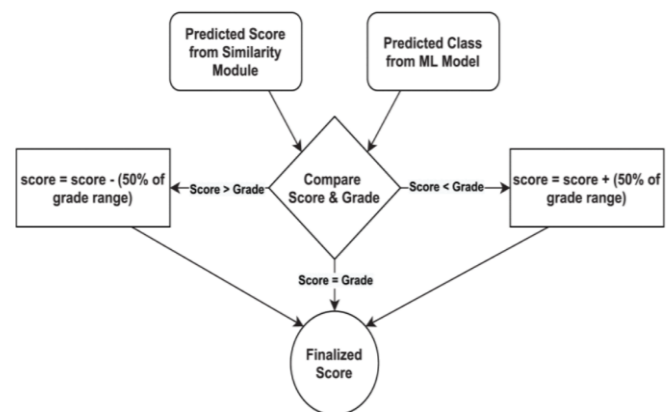 Predicted Score
from Similarity
Module
Predicted Class
from ML Model
score = score - (50% of
grade range)
Score > Grade
Compare
Score & Grade
Score < Grade
score = score + (50% of
grade range)
Score = Grade
Finalized
Score